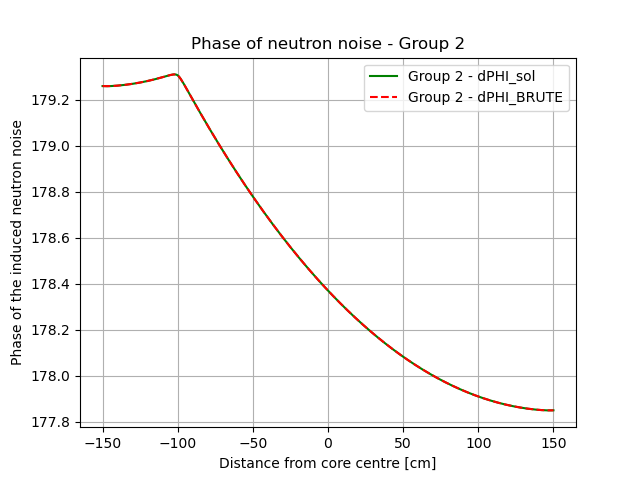 Phase of neutron noise - Group 2
Group 2 - dPHI_sol
Group 2 - dPHI_BRUTE
Phase of the induced neutron noise
179.2
179.0
178.8
178.6
178.4
178.2
178.0
177.8
−150 −100 −50 0 50 100 150
Distance from core centre [cm]